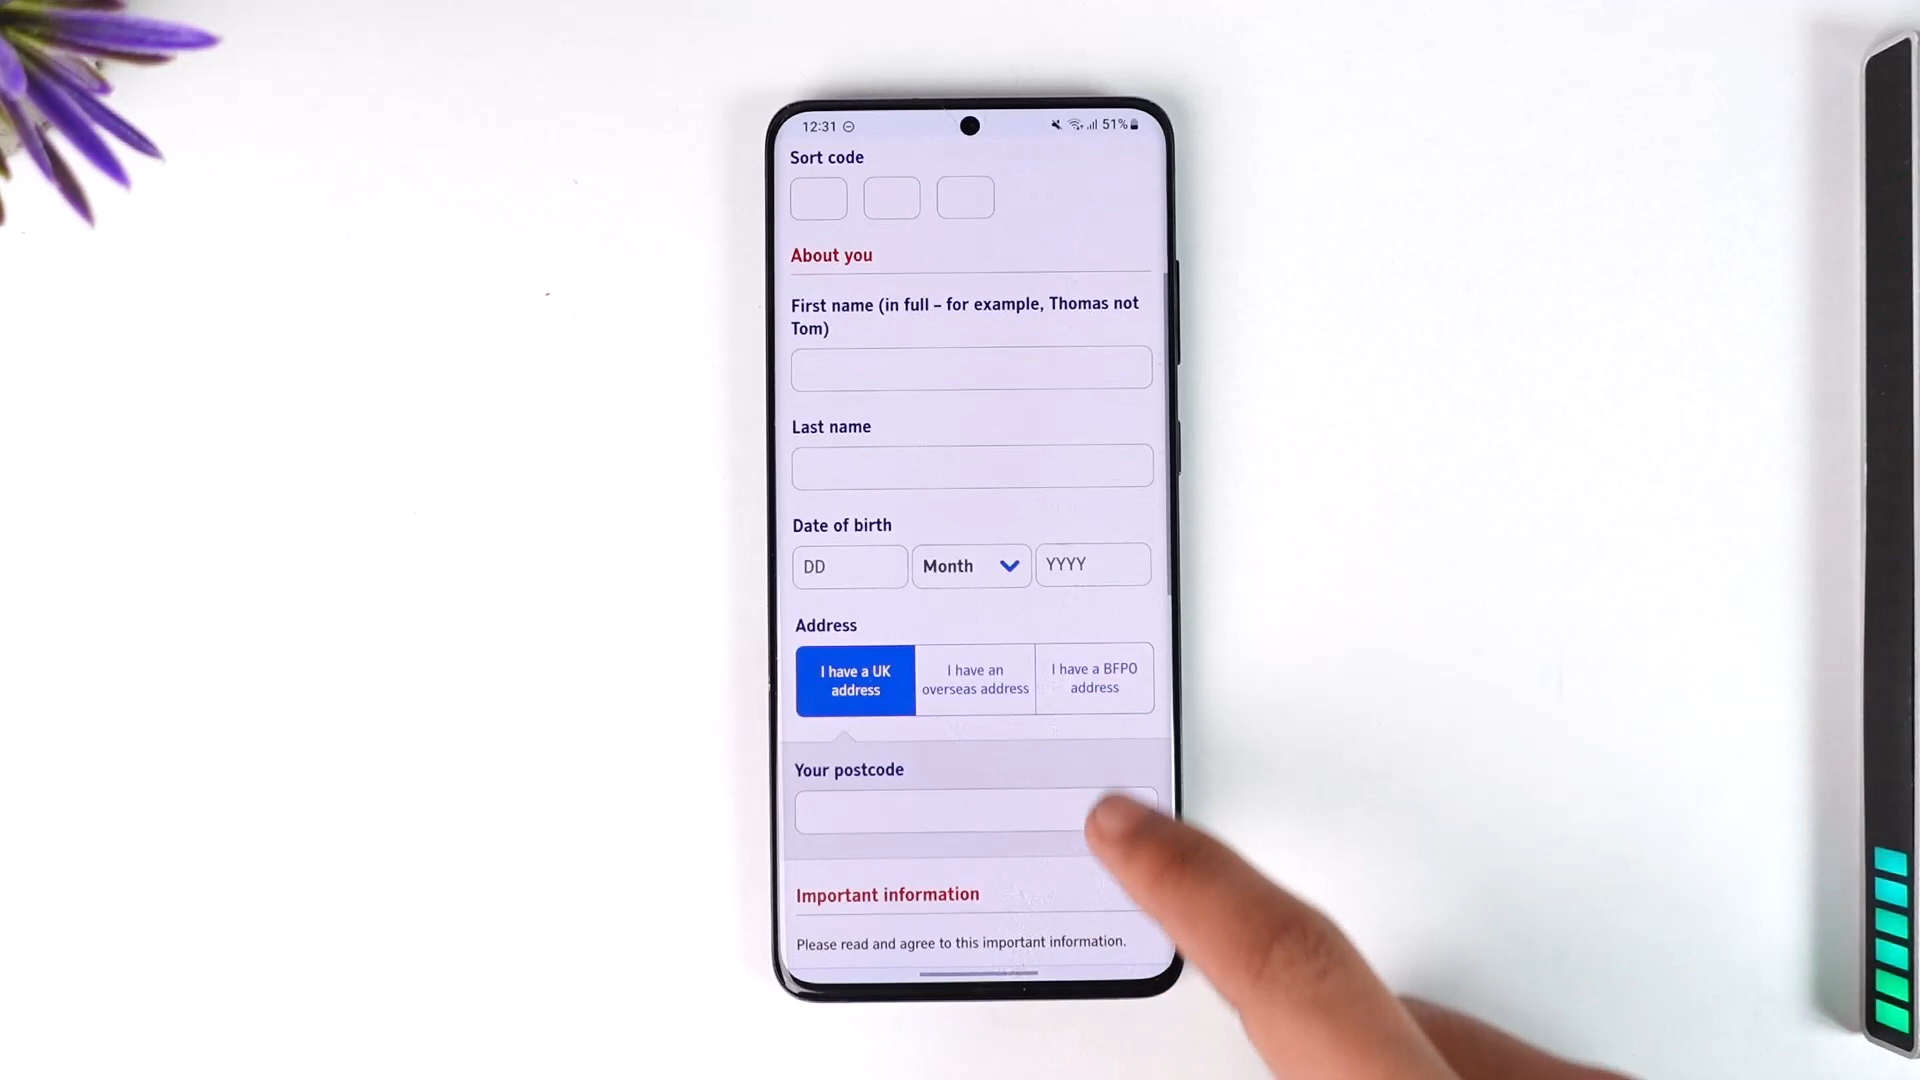 12:31
51%
Sort code
About you
First name (in full – for example, Thomas not
Tom)
Last name
Date of birth
DD
Month
YYYY
Address
I have a UK
address
I have an
overseas address
I have a BFPO
address
Your postcode
Important information
Please read and agree to this important information.